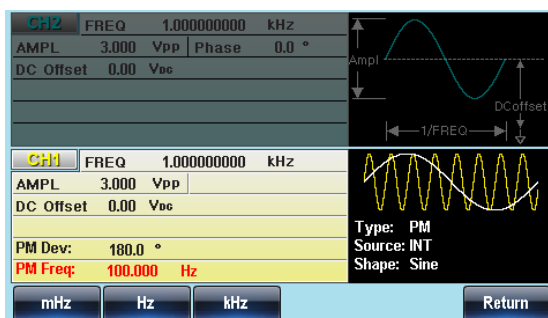 CH2 FREQ 1.000000000 kHz
AMPL 3.000 Vpp Phase 0.0 °
DC Offset 0.00 VDC
Ampl
DCoffset
1/FREQ
CH1 FREQ 1.000000000 kHz
AMPL 3.000 Vpp
DC Offset 0.00 VDC
PM Dev: 180.0 °
PM Freq: 100.000 Hz
Type: PM
Source: INT
Shape: Sine
mHz Hz kHz Return